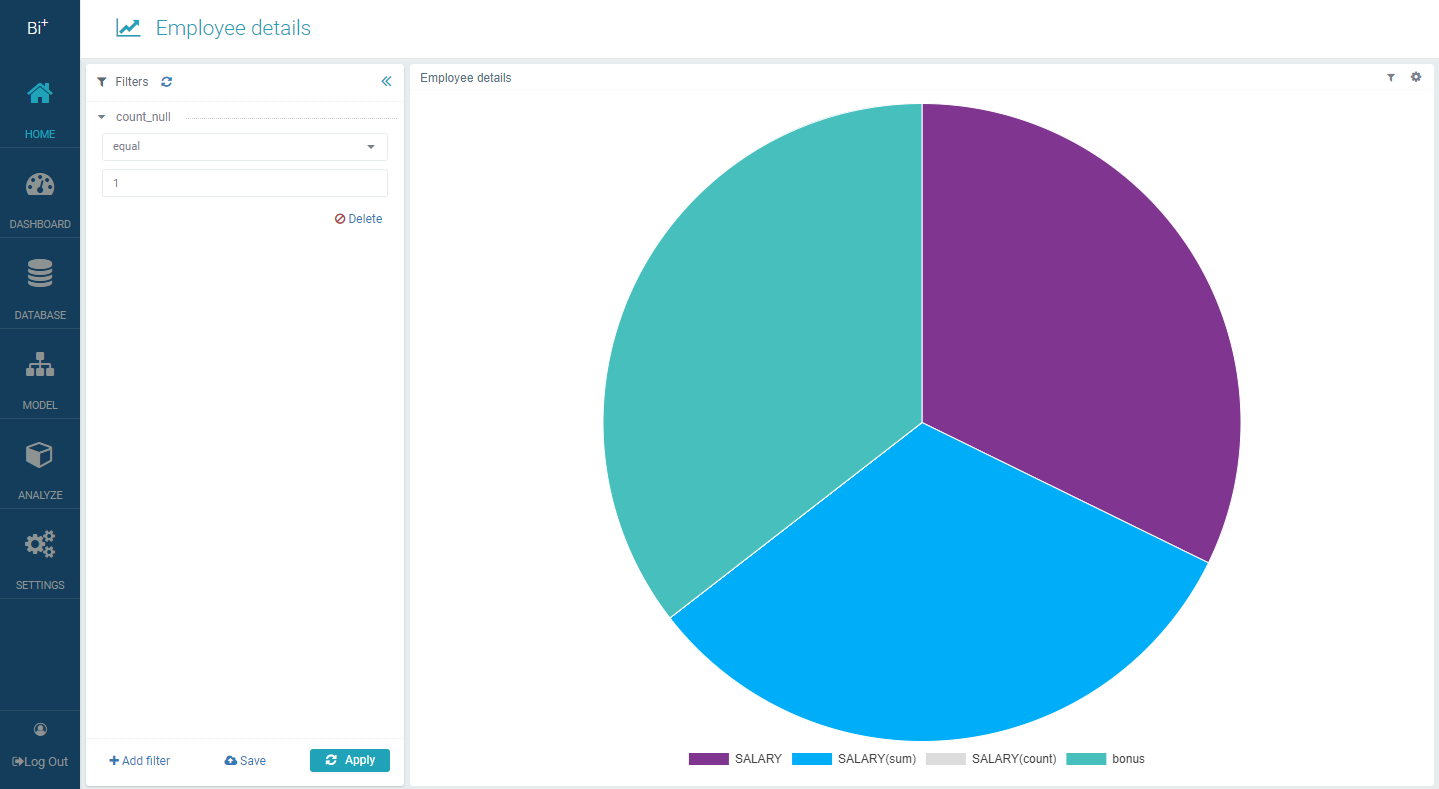 Bi+
Employee details
HOME
DASHBOARD
DATABASE
MODEL
ANALYZE
SETTINGS
Log Out
Filters
count_null
equal
1
Delete
Add filter
Save
Apply
Employee details
SALARY
SALARY(sum)
SALARY(count)
bonus